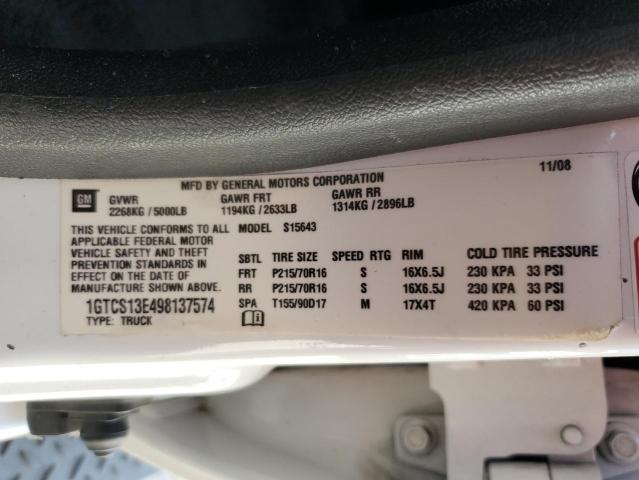 MFD BY GENERAL MOTORS CORPORATION 11/08
GM GVWR GAWR FRT GAWR RR
2268KG / 5000LB 1194KG / 2633LB 1314KG / 2896LB
THIS VEHICLE CONFORMS TO ALL MODEL S15643
APPLICABLE FEDERAL MOTOR
VEHICLE SAFETY AND THEFT
PREVENTION STANDARDS IN
EFFECT ON THE DATE OF
MANUFACTURE SHOWN ABOVE.
1GTCS13E498137574
TYPE: TRUCK
SBTL TIRE SIZE SPEED RTG RIM COLD TIRE PRESSURE
FRT P215/70R16 S 16X6.5J 230 KPA 33 PSI
RR P215/70R16 S 16X6.5J 230 KPA 33 PSI
SPA T155/90D17 M 17X4T 420 KPA 60 PSI